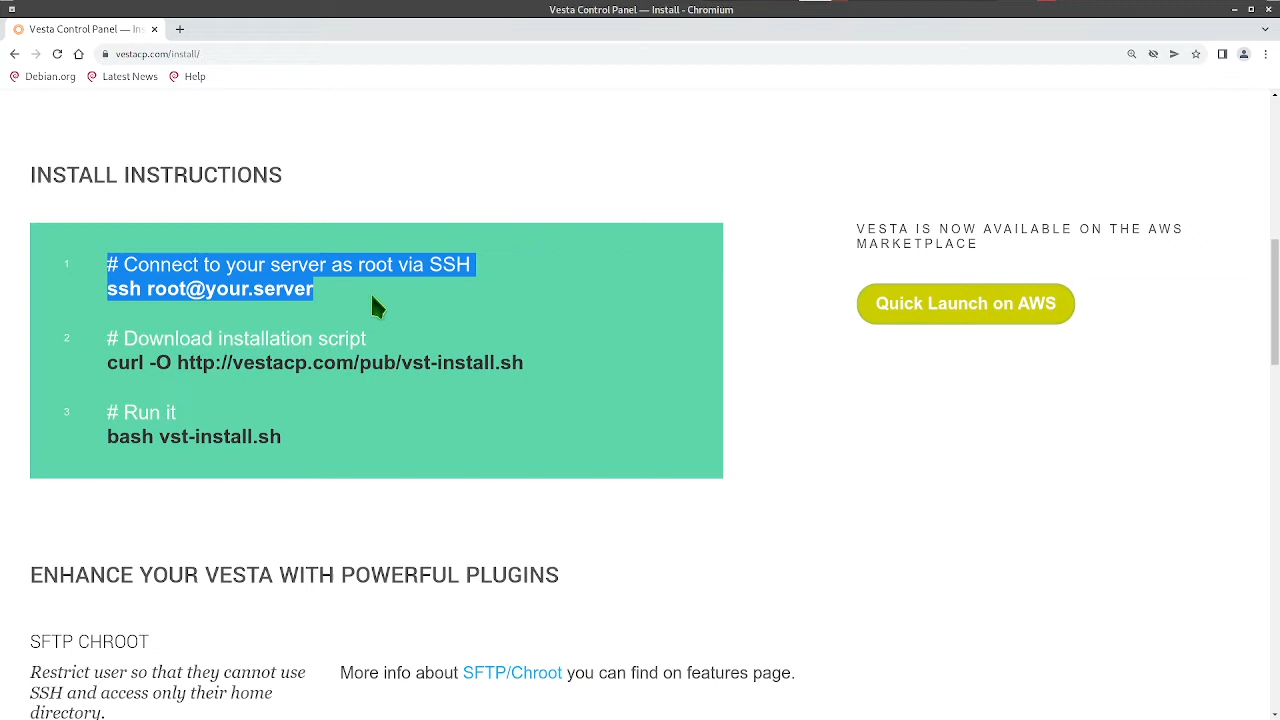 Vesta Control Panel — Install - Chromium
Vesta Control Panel — Ins
vestacp.com/install/
Debian.org
Latest News
Help
INSTALL INSTRUCTIONS
1
# Connect to your server as root via SSH
ssh root@your.server
2
# Download installation script
curl -O http://vestacp.com/pub/vst-install.sh
3
# Run it
bash vst-install.sh
VESTA IS NOW AVAILABLE ON THE AWS
MARKETPLACE
Quick Launch on AWS
ENHANCE YOUR VESTA WITH POWERFUL PLUGINS
SFTP CHROOT
Restrict user so that they cannot use
SSH and access only their home
directory.
More info about SFTP/Chroot you can find on features page.